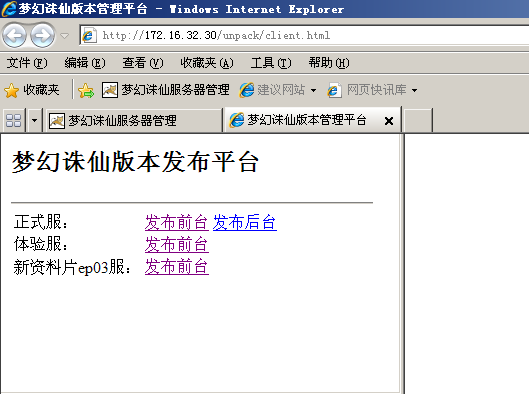 梦幻诛仙版本管理平台 - Windows Internet Explorer
http://172.16.32.30/unpack/client.html
文件(F) 编辑(E) 查看(V) 收藏夹(A) 工具(T) 帮助(H)
收藏夹 梦幻诛仙服务器管理 建议网站 网页快讯库
梦幻诛仙服务器管理 梦幻诛仙版本管理平台
梦幻诛仙版本发布平台
正式服: 发布前台 发布后台
体验服: 发布前台
新资料片ep03服: 发布前台